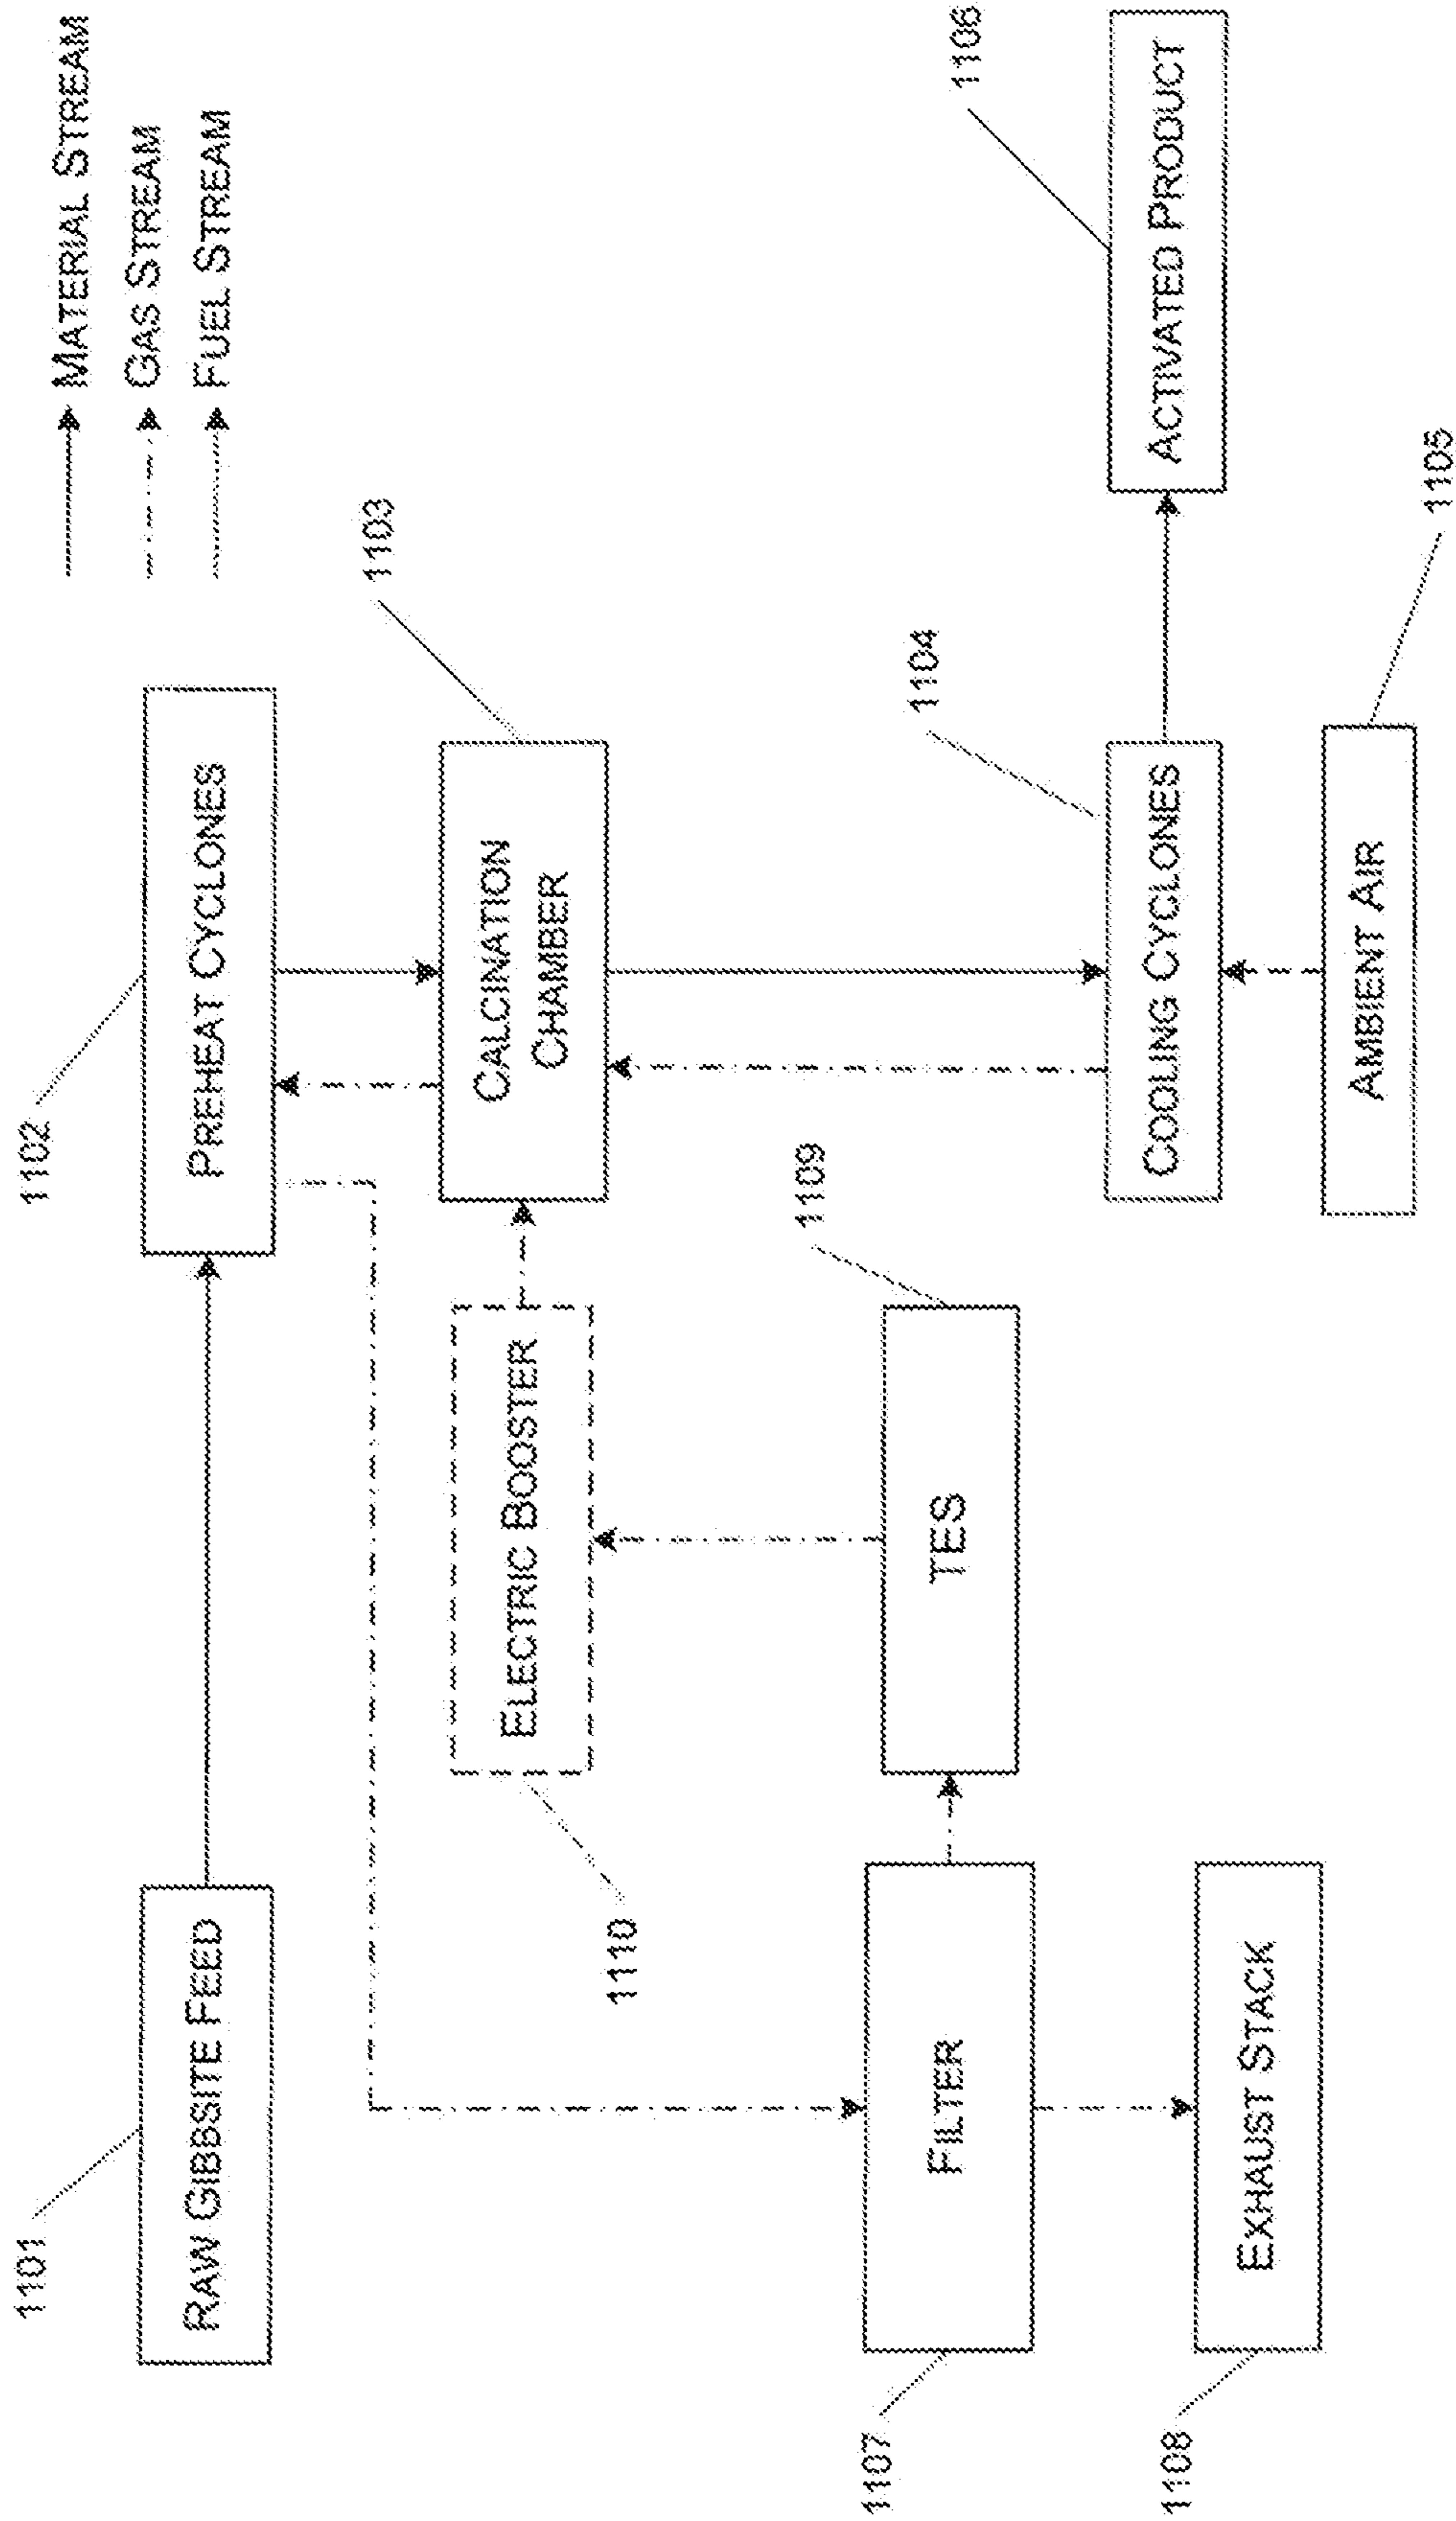 MATERIAL STREAM
GAS STREAM
FUEL STREAM
1101
RAW GIBBSITE FEED
1102
PREHEAT CYCLONES
1103
CALCINATION
CHAMBER
1110
ELECTRIC BOOSTER
1109
TES
1107
FILTER
1108
EXHAUST STACK
1104
COOLING CYCLONES
1105
AMBIENT AIR
1106
ACTIVATED PRODUCT